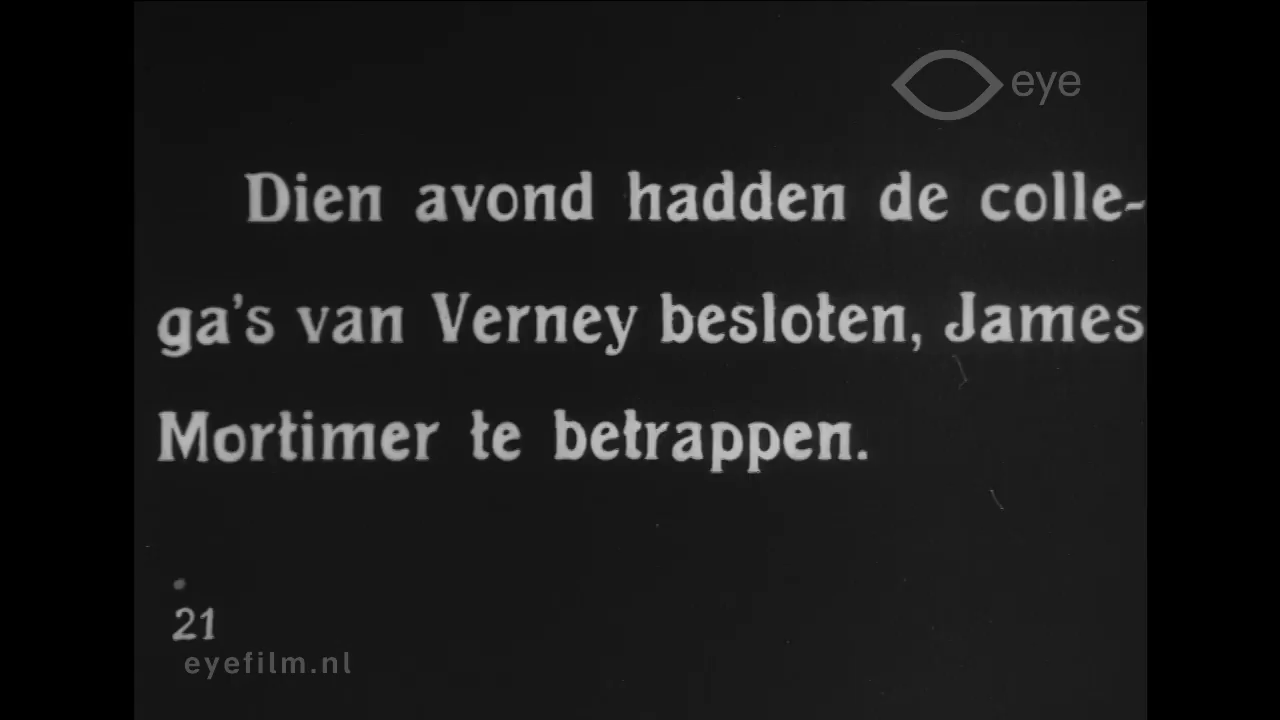 eye
Dien avond hadden de colle-
ga's van Verney besloten, James
Mortimer te betrappen.
21
eyefilm.nl